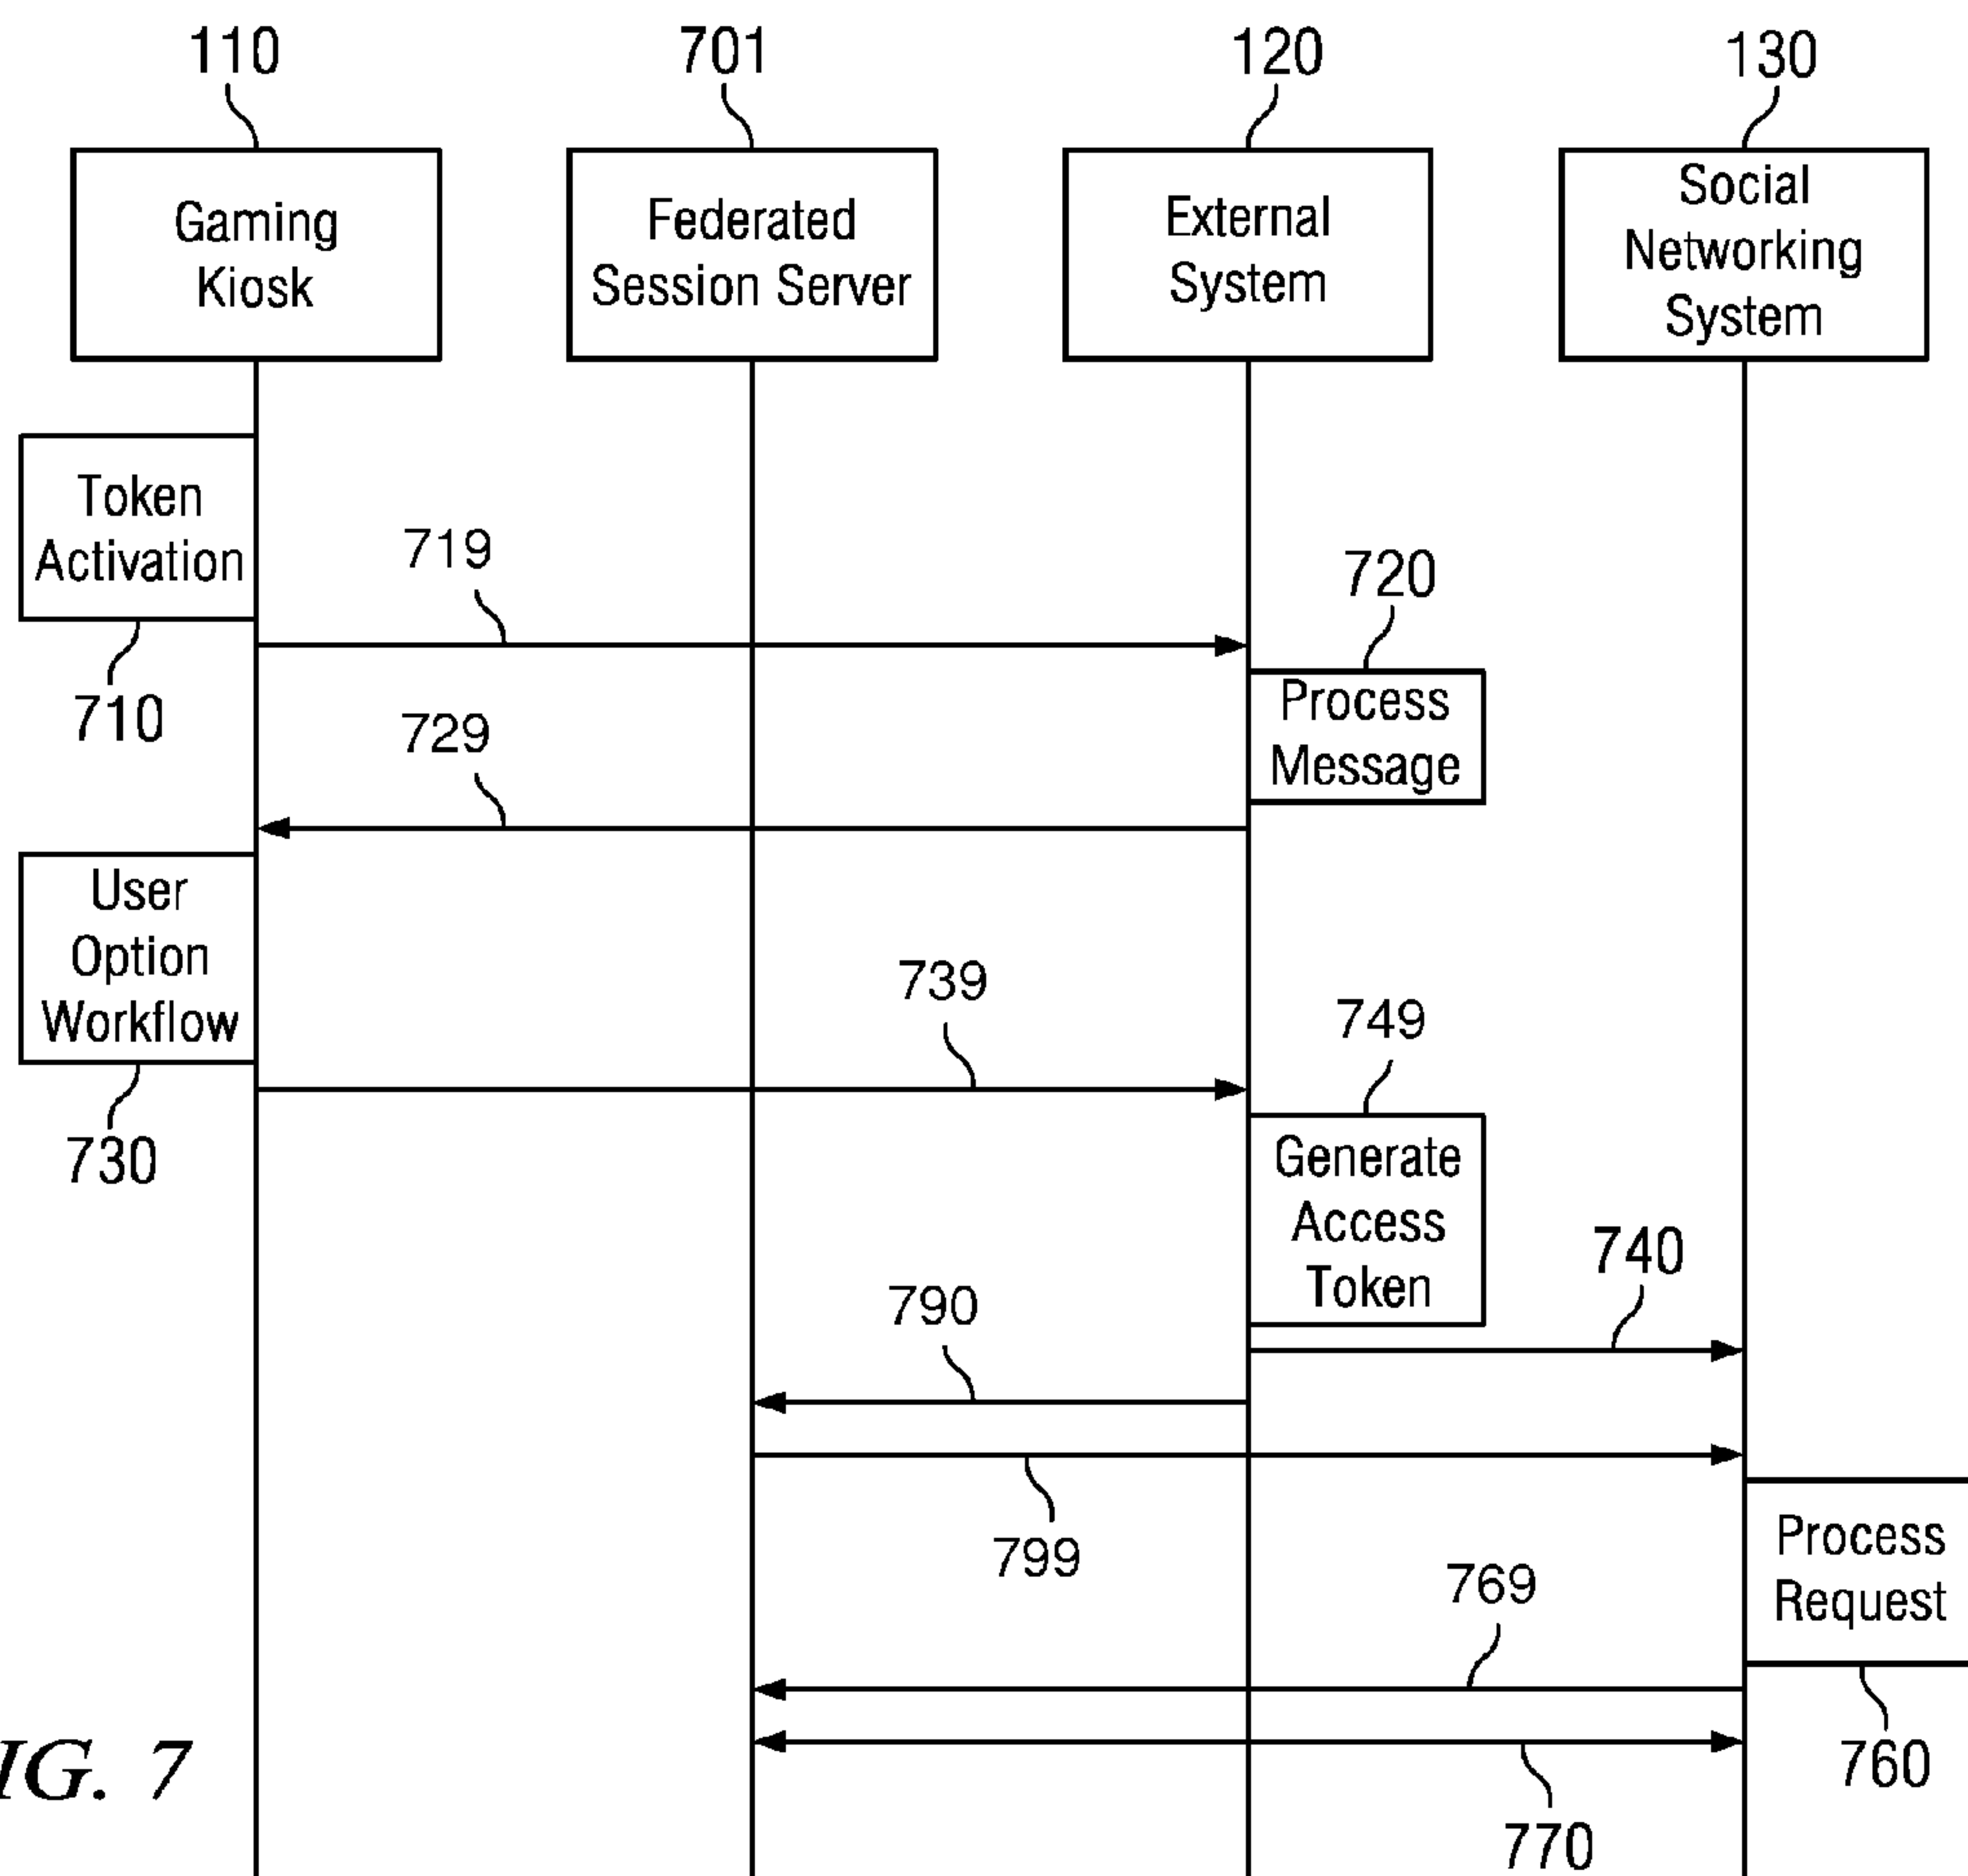 110
701
120
130
Gaming
Kiosk
Federated
Session Server
External
System
Social
Networking
System
Token
Activation
710
719
720
Process
Message
729
User
Option
Workflow
730
739
749
Generate
Access
Token
740
790
799
Process
Request
760
769
770
IG. 7